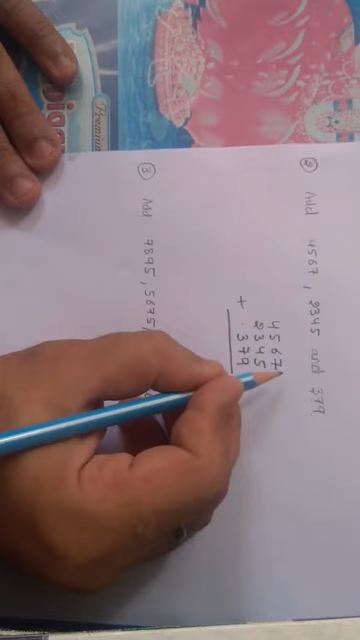 ② Add 4567, 2345 and 379.
4567
2345
+ 379
③ Add 7895, 5675,
Premium